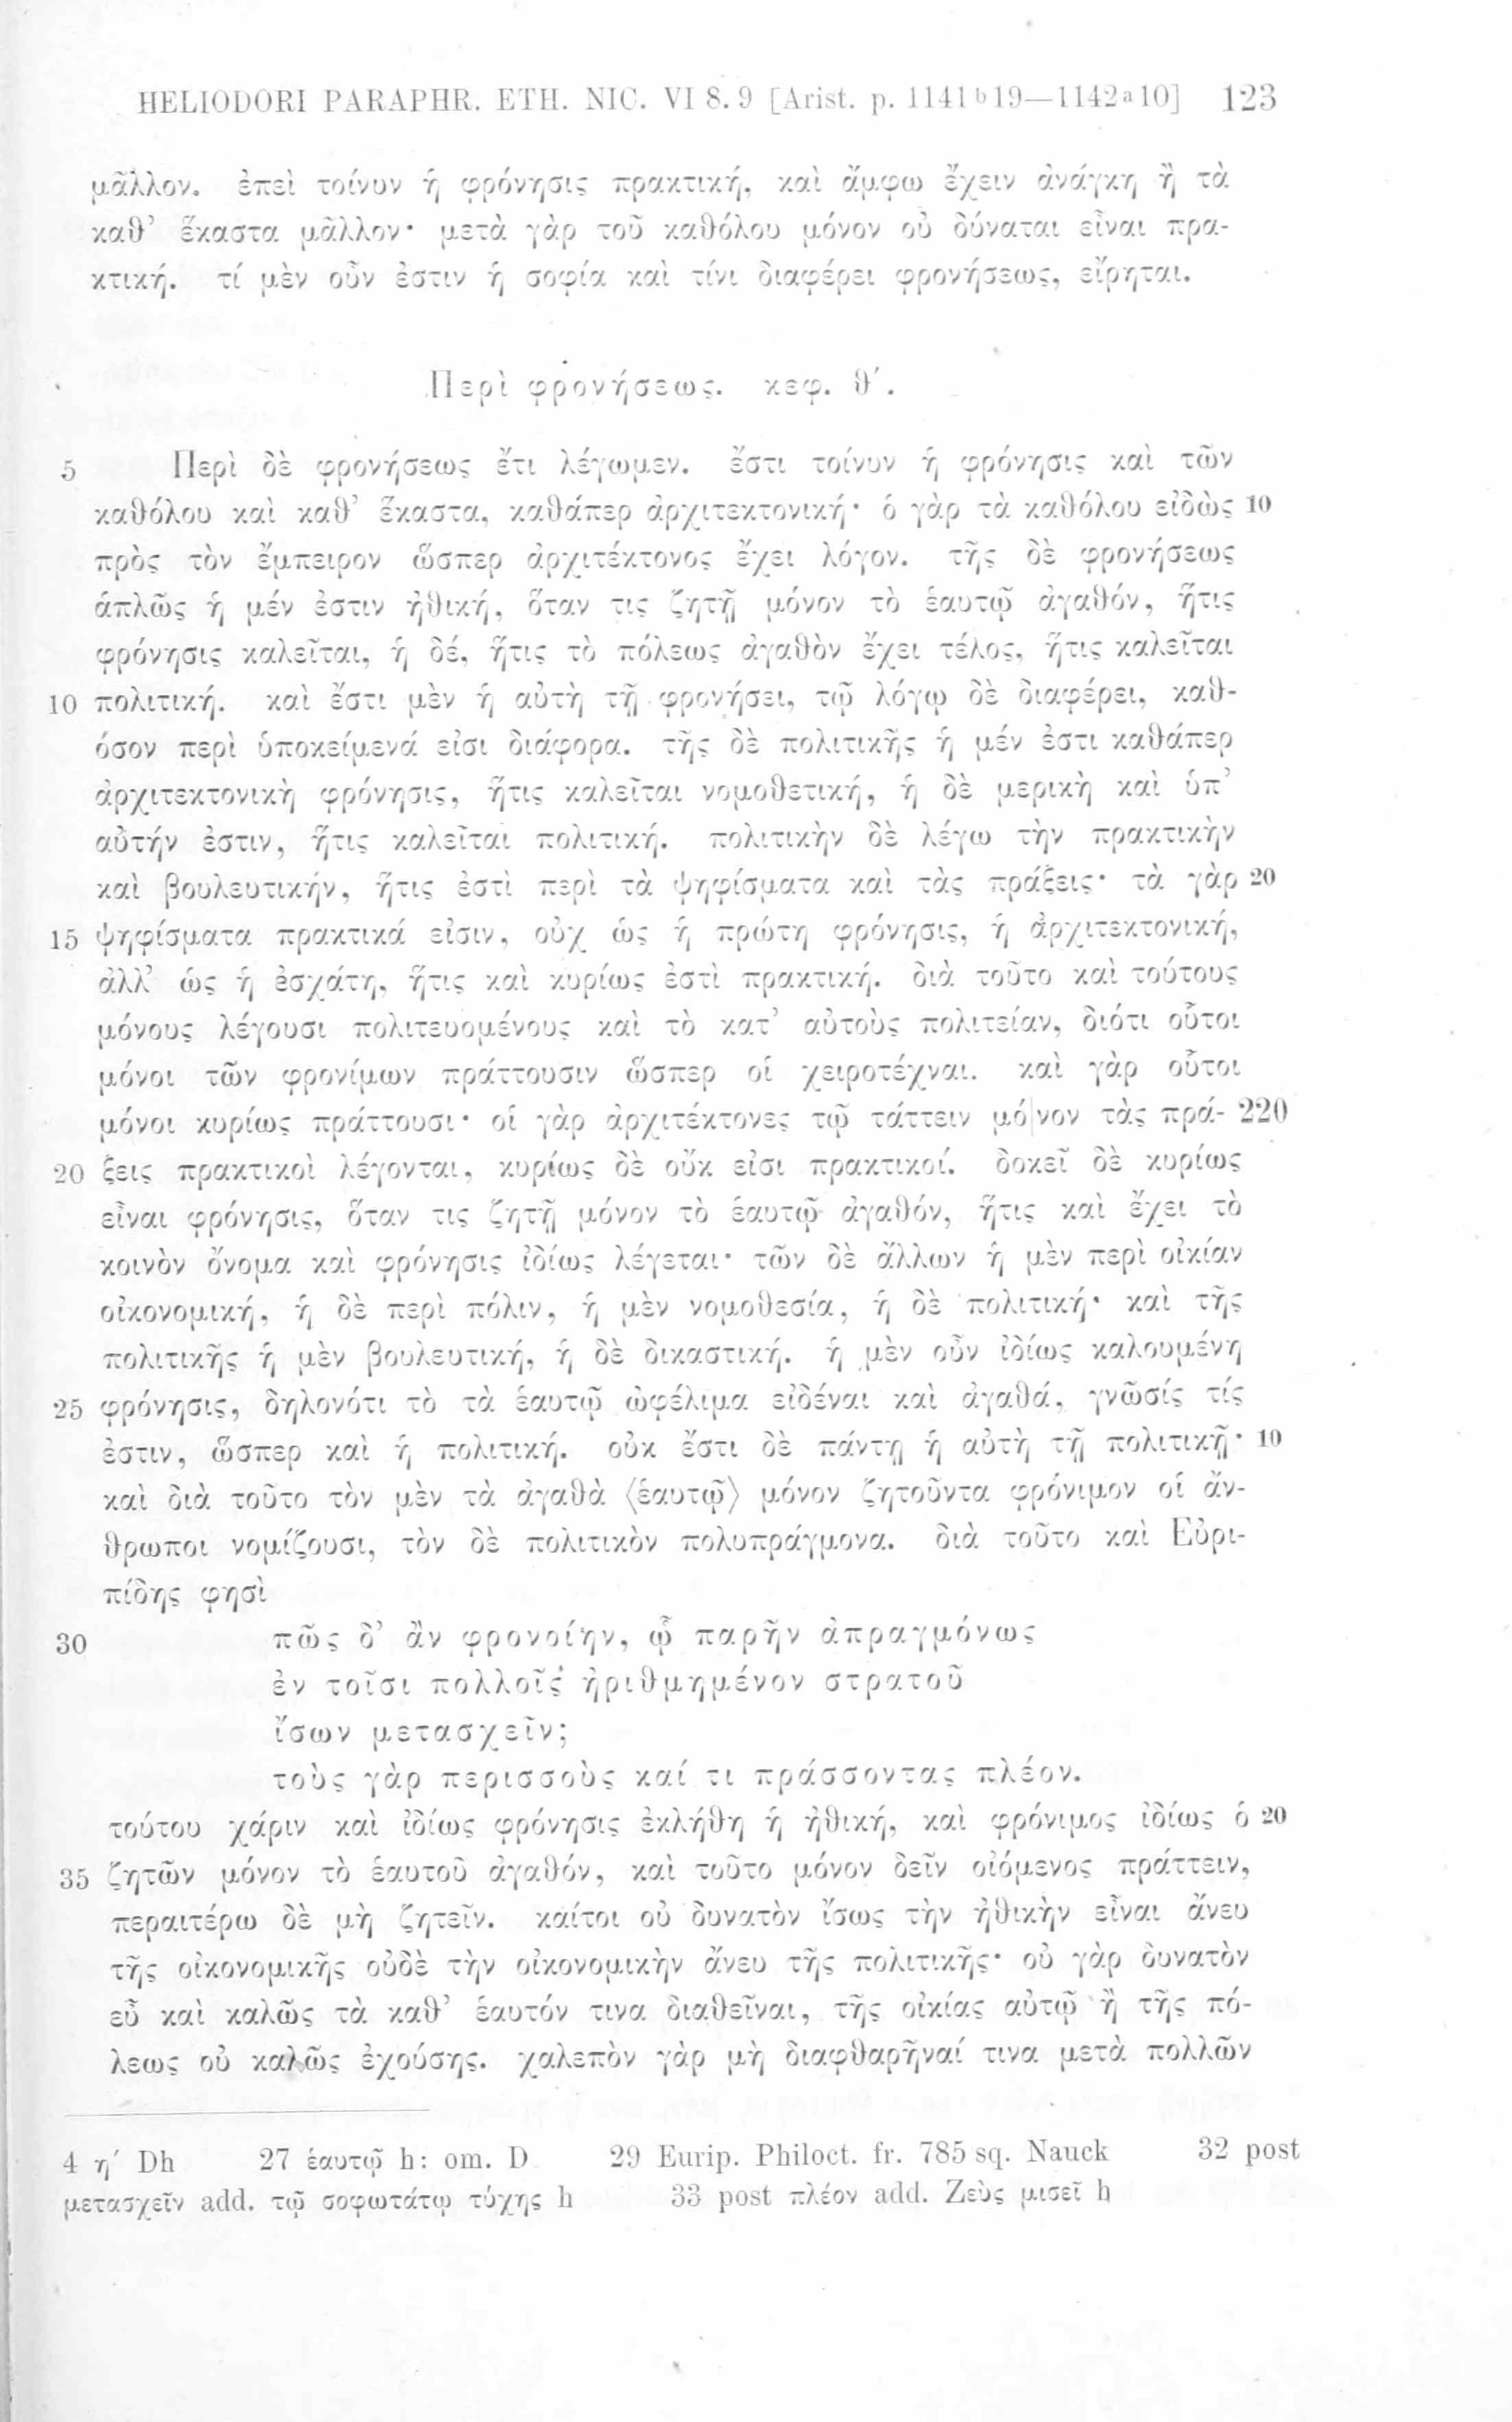 HELIODORI PARAPHR. ETH. NIC. VI 8. 9 [Arist. p. 1141 b 19—1142 a 10] 123
μᾶλλον. ἐπεὶ τοίνυν ἡ φρόνησις πρακτική, καὶ ἄμφω ἔχειν ἀνάγκη ἢ τὰ
καθ’ ἕκαστα μᾶλλον· μετὰ γὰρ τοῦ καθόλου μόνον οὐ δύναται εἶναι πρα-
κτική. τί μὲν οὖν ἐστιν ἡ σοφία καὶ τίνι διαφέρει φρονήσεως, εἴρηται.
Περὶ φρονήσεως. κεφ. θʹ.
5 Περὶ δὲ φρονήσεως ἔτι λέγωμεν. ἔστι τοίνυν ἡ φρόνησις καὶ τῶν
καθόλου καὶ καθ’ ἕκαστα, καθάπερ ἀρχιτεκτονική· ὁ γὰρ τὰ καθόλου εἰδὼς 10
πρὸς τὸν ἔμπειρον ὥσπερ ἀρχιτέκτονος ἔχει λόγον. τῆς δὲ φρονήσεως
ἁπλῶς ἡ μέν ἐστιν ἠθική, ὅταν τις ζητῇ μόνον τὸ ἑαυτῷ ἀγαθόν, ἥτις
φρόνησις καλεῖται, ἡ δέ, ἥτις τὸ πόλεως ἀγαθὸν ἔχει τέλος, ἥτις καλεῖται
10 πολιτική. καὶ ἔστι μὲν ἡ αὐτὴ τῇ φρονήσει, τῷ λόγῳ δὲ διαφέρει, καθ-
όσον περὶ ὑποκείμενά εἰσι διάφορα. τῆς δὲ πολιτικῆς ἡ μέν ἐστι καθάπερ
ἀρχιτεκτονικὴ φρόνησις, ἥτις καλεῖται νομοθετική, ἡ δὲ μερικὴ καὶ ὑπ’
αὐτήν ἐστιν, ἥτις καλεῖται πολιτική. πολιτικὴν δὲ λέγω τὴν πρακτικὴν
καὶ βουλευτικήν, ἥτις ἐστὶ περὶ τὰ ψηφίσματα καὶ τὰς πράξεις· τὰ γὰρ 20
15 ψηφίσματα πρακτικά εἰσιν, οὐχ ὡς ἡ πρώτη φρόνησις, ἡ ἀρχιτεκτονική,
ἀλλ’ ὡς ἡ ἐσχάτη, ἥτις καὶ κυρίως ἐστὶ πρακτική. διὰ τοῦτο καὶ τούτους
μόνους λέγουσι πολιτευομένους καὶ τὸ κατ’ αὐτοὺς πολιτείαν, διότι οὗτοι
μόνοι τῶν φρονίμων πράττουσιν ὥσπερ οἱ χειροτέχναι. καὶ γὰρ οὗτοι
μόνοι κυρίως πράττουσι· οἱ γὰρ ἀρχιτέκτονες τῷ τάττειν μό|νον τὰς πρά- 220
20 ξεις πρακτικοὶ λέγονται, κυρίως δὲ οὔκ εἰσι πρακτικοί. δοκεῖ δὲ κυρίως
εἶναι φρόνησις, ὅταν τις ζητῇ μόνον τὸ ἑαυτῷ ἀγαθόν, ἥτις καὶ ἔχει τὸ
κοινὸν ὄνομα καὶ φρόνησις ἰδίως λέγεται· τῶν δὲ ἄλλων ἡ μὲν περὶ οἰκίαν
οἰκονομική, ἡ δὲ περὶ πόλιν, ἡ μὲν νομοθεσία, ἡ δὲ πολιτική· καὶ τῆς
πολιτικῆς ἡ μὲν βουλευτική, ἡ δὲ δικαστική. ἡ μὲν οὖν ἰδίως καλουμένη
25 φρόνησις, δηλονότι τὸ τὰ ἑαυτῷ ὠφέλιμα εἰδέναι καὶ ἀγαθά, γνῶσίς τίς
ἐστιν, ὥσπερ καὶ ἡ πολιτική. οὐκ ἔστι δὲ πάντῃ ἡ αὐτὴ τῇ πολιτικῇ· 10
καὶ διὰ τοῦτο τὸν μὲν τὰ ἀγαθὰ ⟨ἑαυτῷ⟩ μόνον ζητοῦντα φρόνιμον οἱ ἄν-
θρωποι νομίζουσι, τὸν δὲ πολιτικὸν πολυπράγμονα. διὰ τοῦτο καὶ Εὐρι-
πίδης φησὶ
30 πῶς δ’ ἂν φρονοίην, ᾧ παρῆν ἀπραγμόνως
ἐν τοῖσι πολλοῖς ἠριθμημένον στρατοῦ
ἴσων μετασχεῖν;
τοὺς γὰρ περισσοὺς καί τι πράσσοντας πλέον.
τούτου χάριν καὶ ἰδίως φρόνησις ἐκλήθη ἡ ἠθική, καὶ φρόνιμος ἰδίως ὁ 20
35 ζητῶν μόνον τὸ ἑαυτοῦ ἀγαθόν, καὶ τοῦτο μόνον δεῖν οἰόμενος πράττειν,
περαιτέρω δὲ μὴ ζητεῖν. καίτοι οὐ δυνατὸν ἴσως τὴν ἠθικὴν εἶναι ἄνευ
τῆς οἰκονομικῆς οὐδὲ τὴν οἰκονομικὴν ἄνευ τῆς πολιτικῆς· οὐ γὰρ δυνατὸν
εὖ καὶ καλῶς τὰ καθ’ ἑαυτόν τινα διαθεῖναι, τῆς οἰκίας αὐτῷ ἢ τῆς πό-
λεως οὐ καλῶς ἐχούσης. χαλεπὸν γὰρ μὴ διαφθαρῆναί τινα μετὰ πολλῶν
4 ηʹ Dh 27 ἑαυτῷ h: om. D 29 Eurip. Philoct. fr. 785 sq. Nauck 32 post
μετασχεῖν add. τῷ σοφωτάτῳ τύχης h 33 post πλέον add. Ζεὺς μισεῖ h